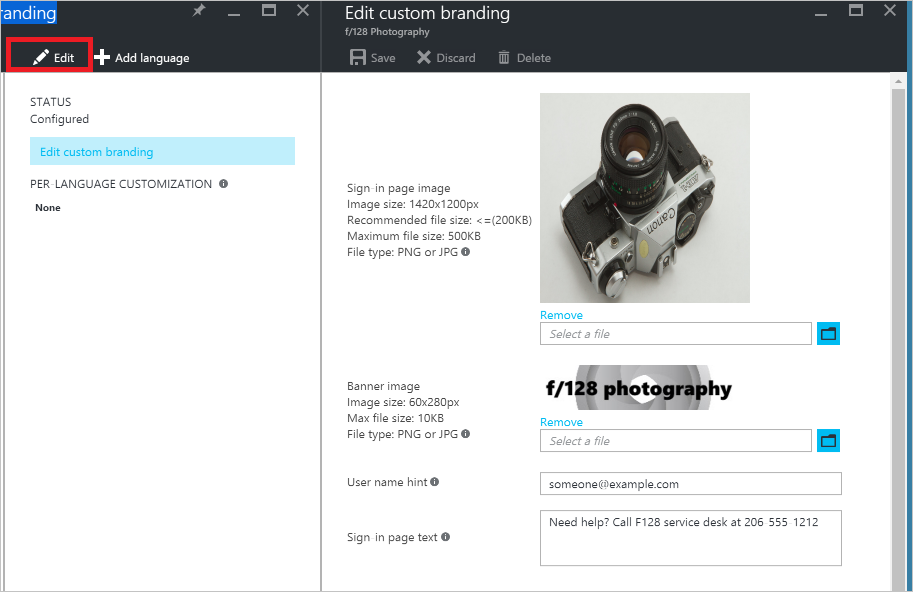 randing
Edit
Add language
STATUS
Configured
Edit custom branding
PER-LANGUAGE CUSTOMIZATION
None
Edit custom branding
f/128 Photography
Save
Discard
Delete
Sign-in page image
Image size: 1420x1200px
Recommended file size: <=(200KB)
Maximum file size: 500KB
File type: PNG or JPG
Canon
Remove
Select a file
Banner image
Image size: 60x280px
Max file size: 10KB
File type: PNG or JPG
f/128 photography
Remove
Select a file
User name hint
someone@example.com
Sign-in page text
Need help? Call F128 service desk at 206-555-1212